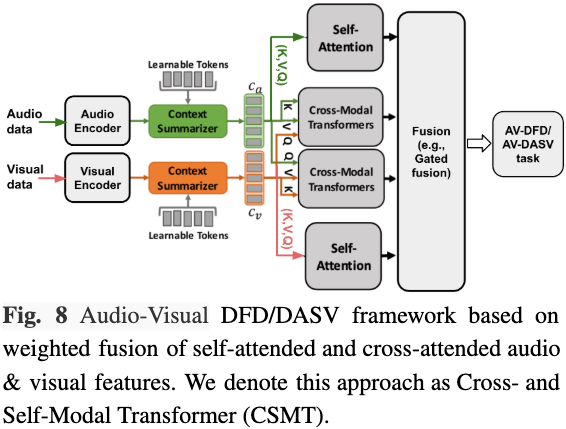 Learnable Tokens
Audio
data
Audio
Encoder
Context
Summarizer
Cₐ
(K,V,Q)
Self-
Attention
K
V
Q
Cross-Modal
Transformers
Fusion
(e.g.,
Gated
fusion)
AV-DFD/
AV-DASV
task
Visual
data
Visual
Encoder
Context
Summarizer
Cᵥ
Q
V
K
Cross-Modal
Transformers
Learnable Tokens
(K,V,Q)
Self-
Attention
Fig. 8 Audio-Visual DFD/DASV framework based on
weighted fusion of self-attended and cross-attended audio
& visual features. We denote this approach as Cross- and
Self-Modal Transformer (CSMT).